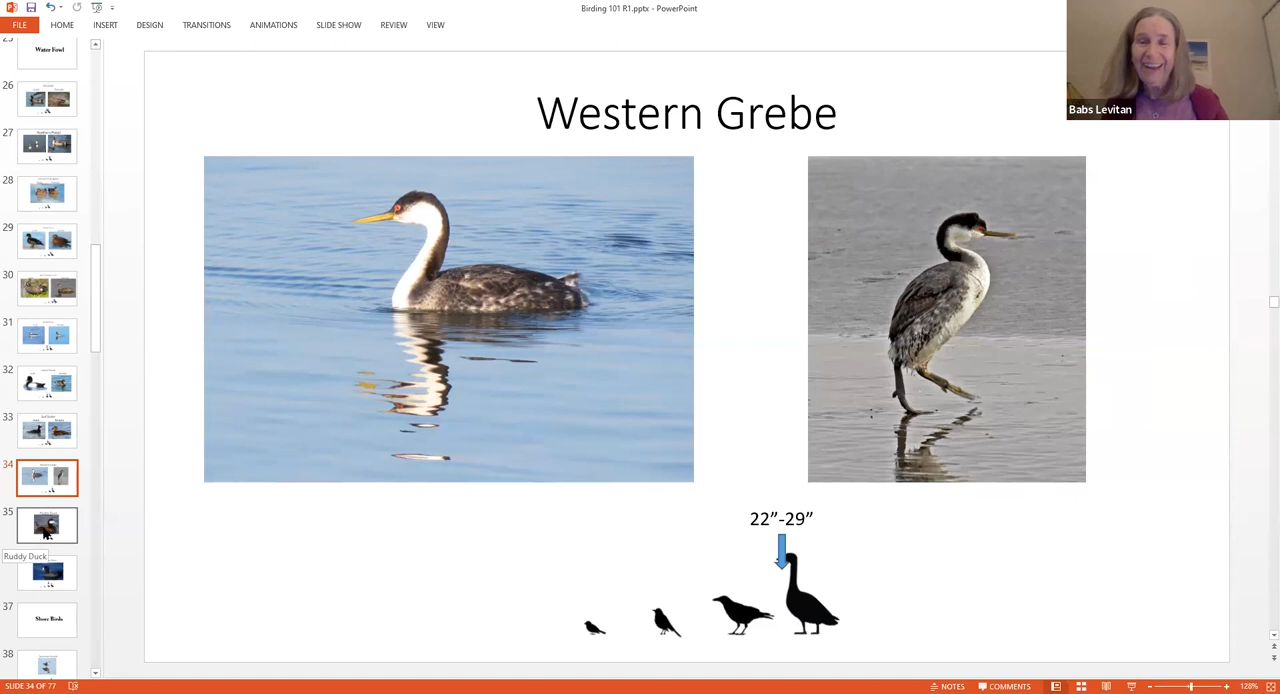 Birding 101 R1.pptx - PowerPoint
FILE HOME INSERT DESIGN TRANSITIONS ANIMATIONS SLIDE SHOW REVIEW VIEW
Babs Levitan
25
Water Fowl
26
27
28
29
30
31
32
33
34
35
Ruddy Duck
37
Shore Birds
38
Western Grebe
22”-29”
SLIDE 34 OF 77
NOTES COMMENTS 128%